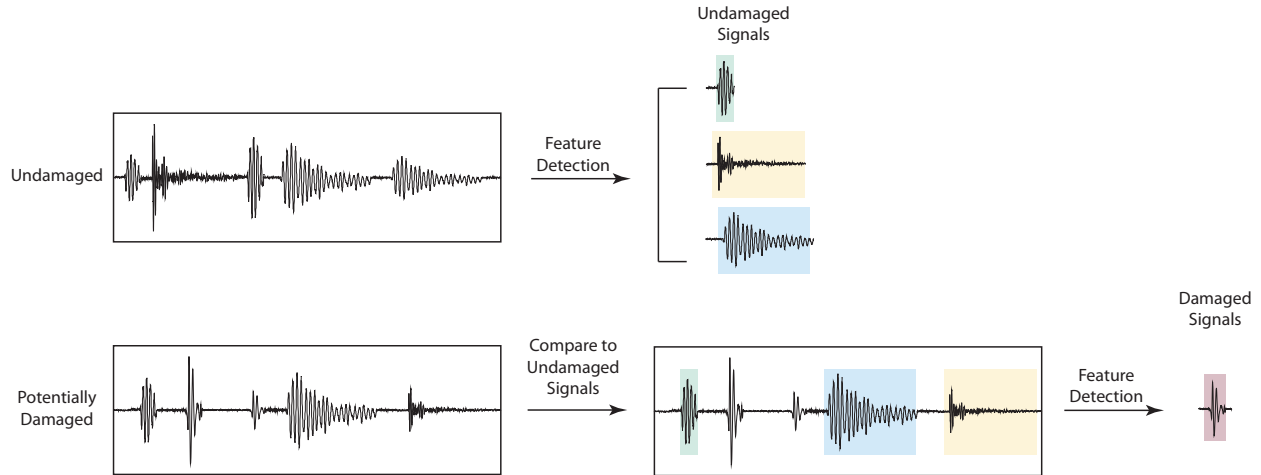 Undamaged
Signals
Undamaged
Feature
Detection
Damaged
Signals
Potentially
Damaged
Compare to
Undamaged
Signals
Feature
Detection